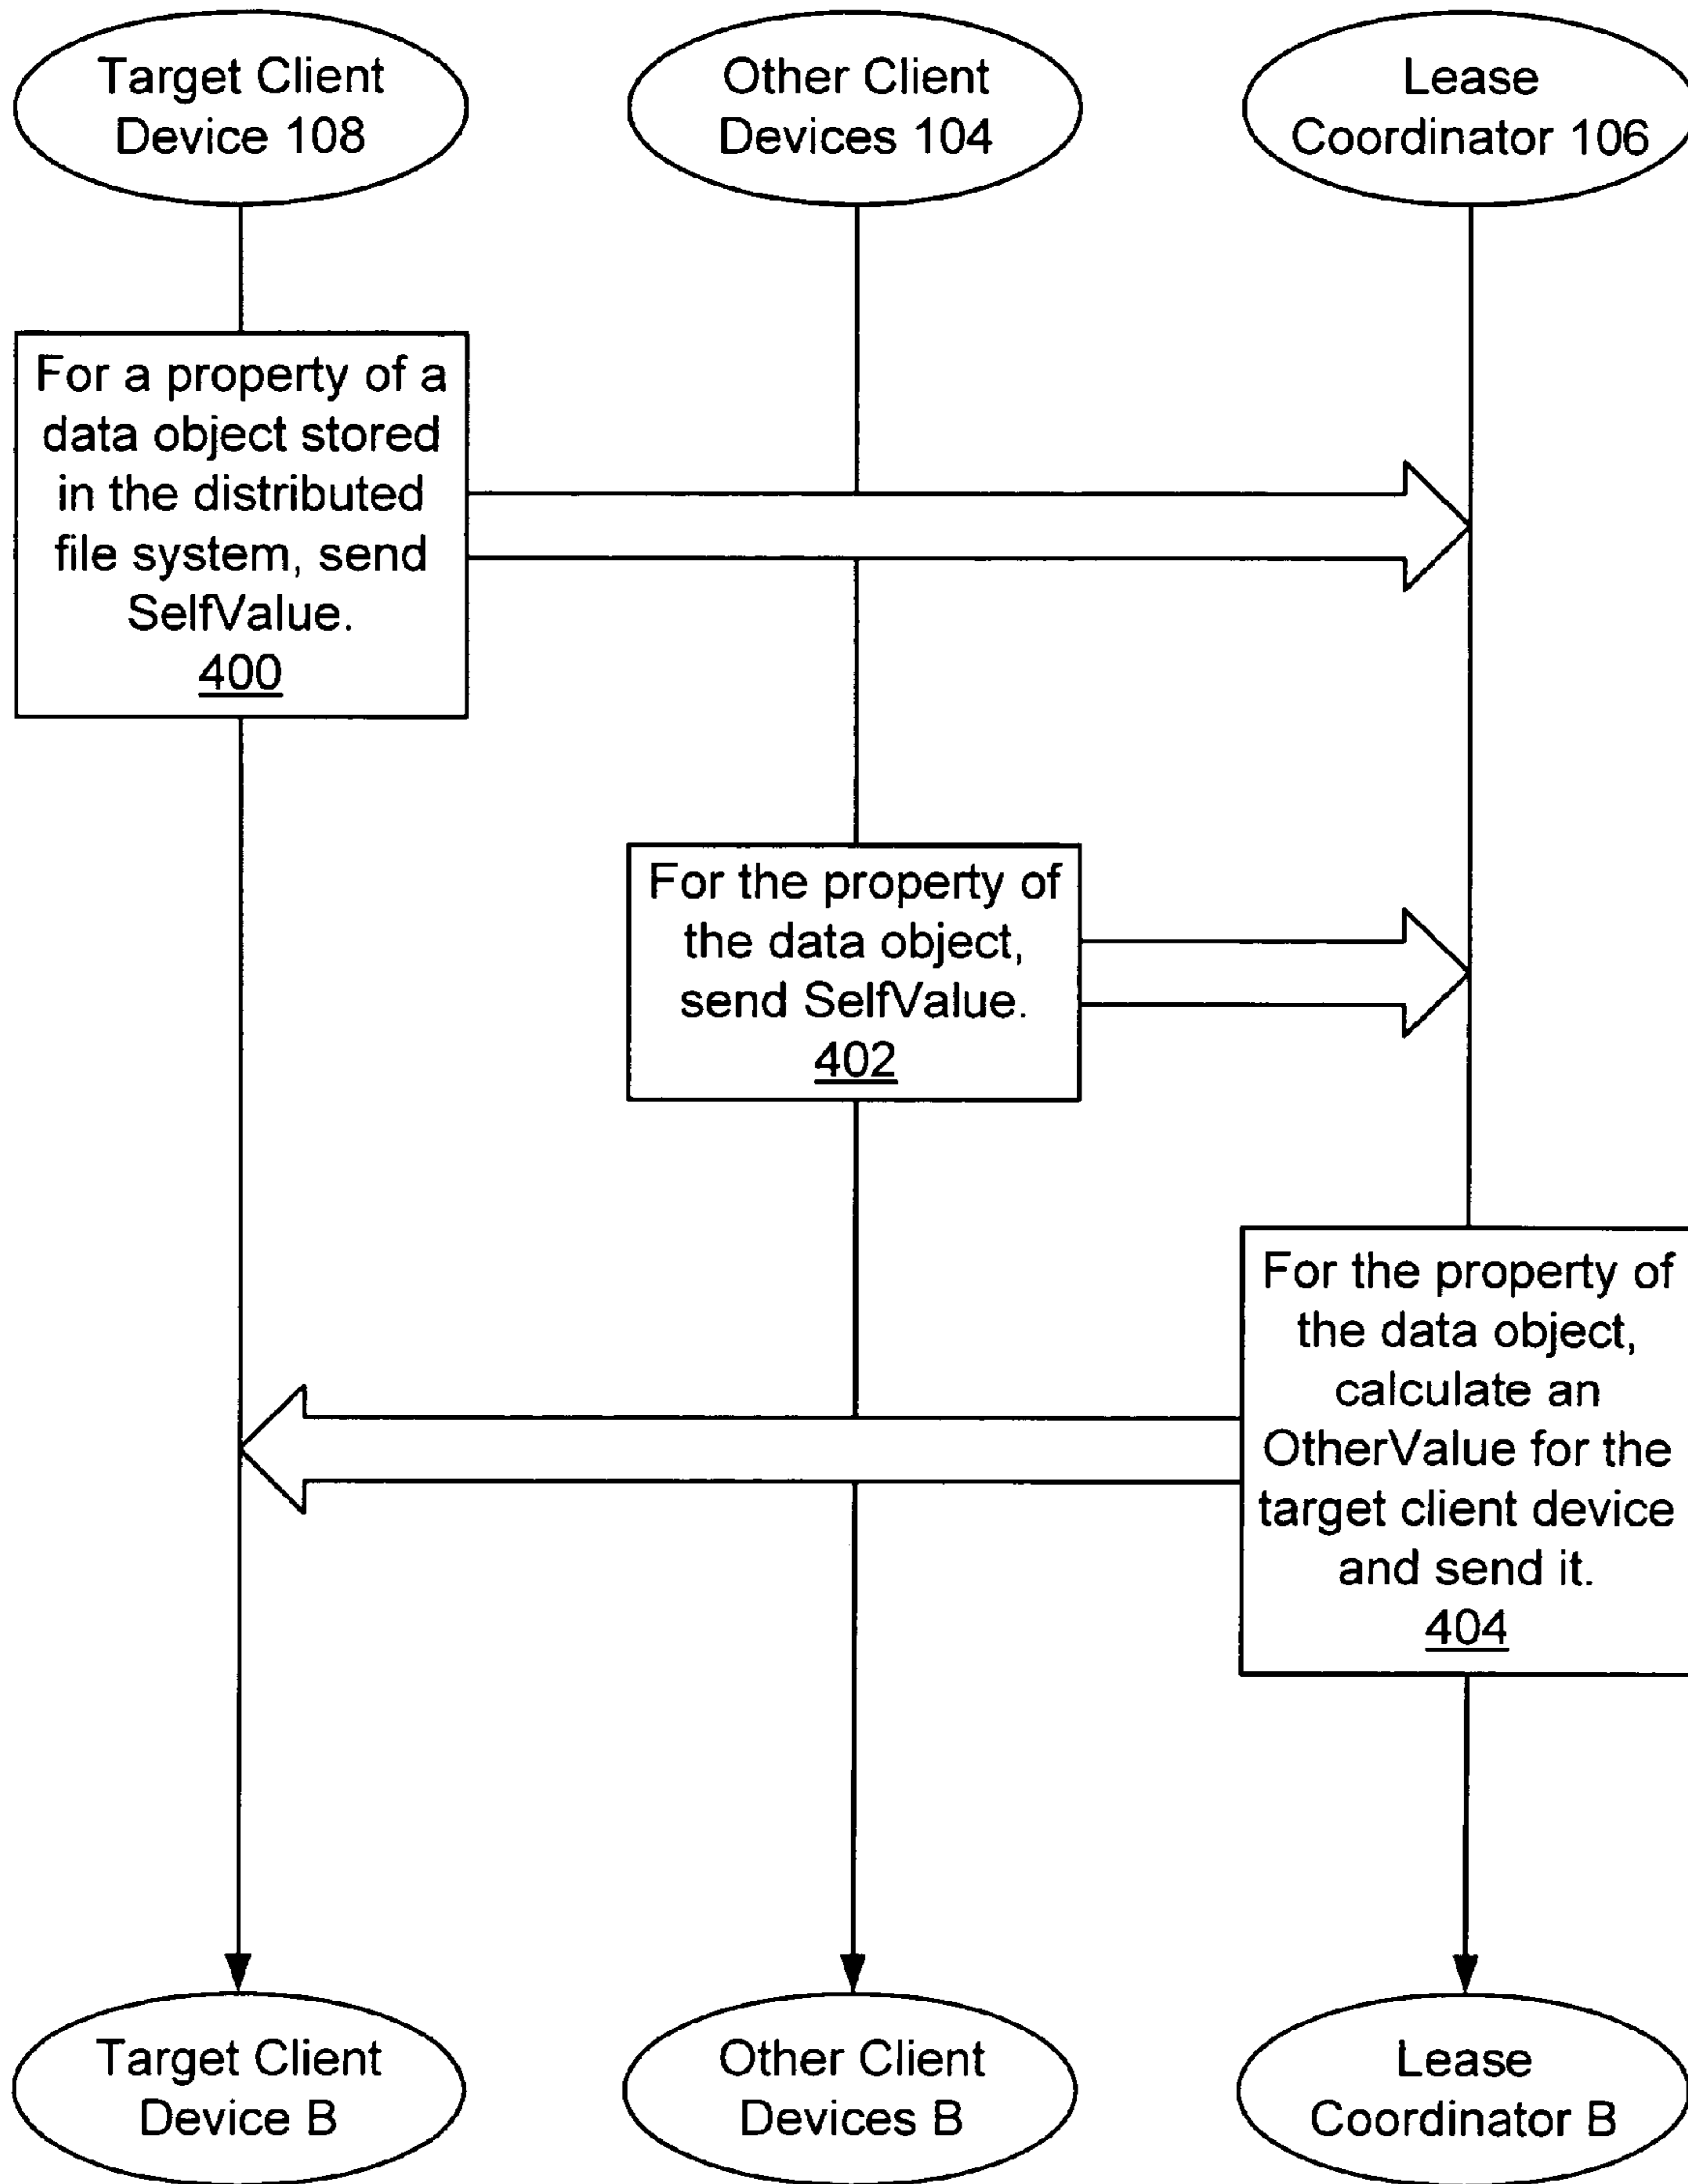 Target Client
Device 108
Other Client
Devices 104
Lease
Coordinator 106
For a property of a
data object stored
in the distributed
file system, send
SelfValue.
400
For the property of
the data object,
send SelfValue.
402
For the property of
the data object,
calculate an
OtherValue for the
target client device
and send it.
404
Target Client
Device B
Other Client
Devices B
Lease
Coordinator B